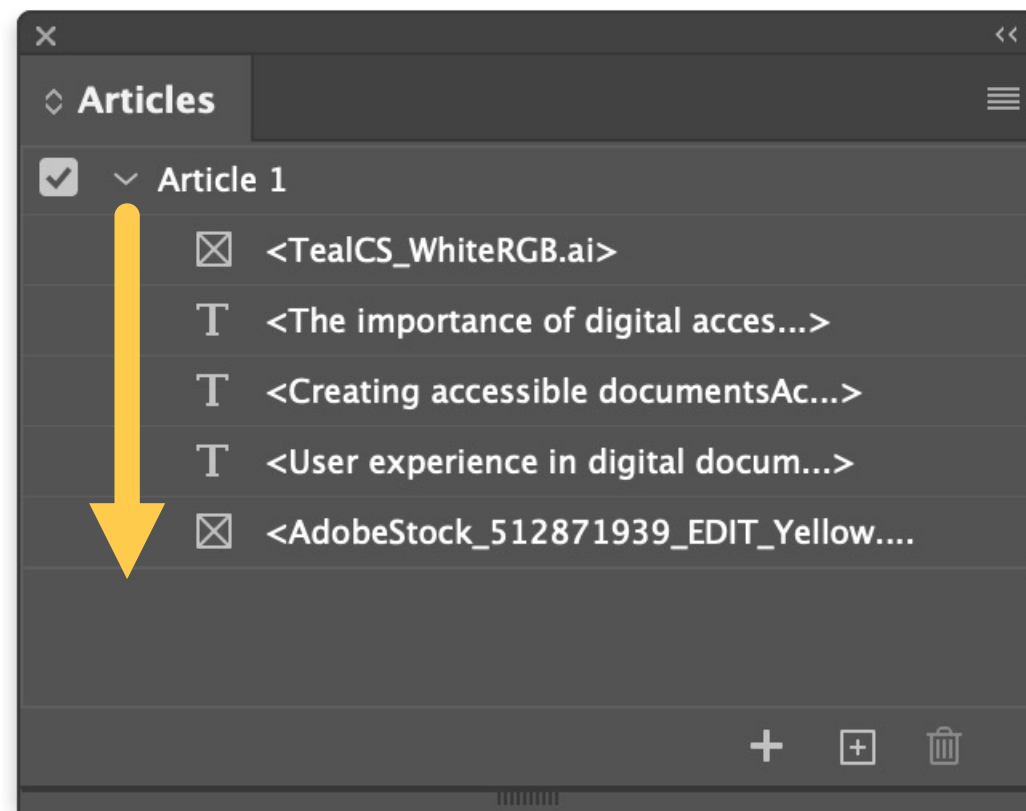 Articles
Article 1
<TealCS_WhiteRGB.ai>
<The importance of digital acces...>
<Creating accessible documentsAc...>
<User experience in digital docum...>
<AdobeStock_512871939_EDIT_Yellow....